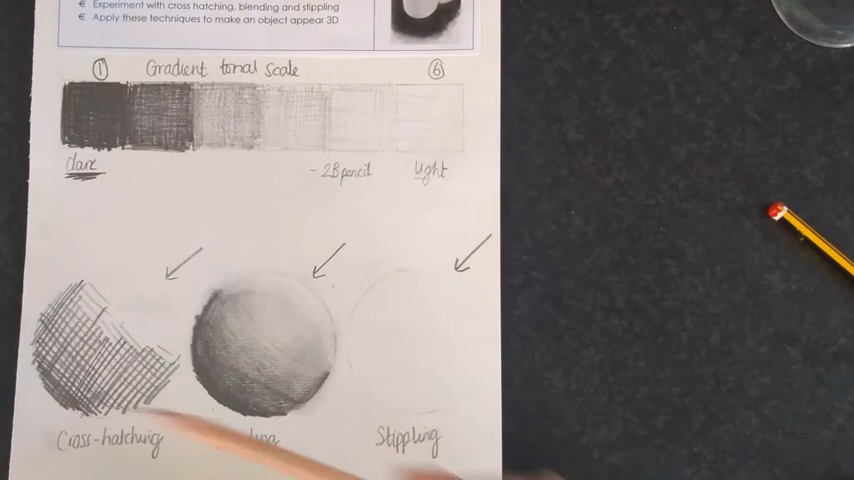 € Experiment with cross hatching, blending and stippling
€ Apply these techniques to make an object appear 3D
① Gradient tonal scale ⑥
dark - 2B pencil light
Cross-hatching Stippling